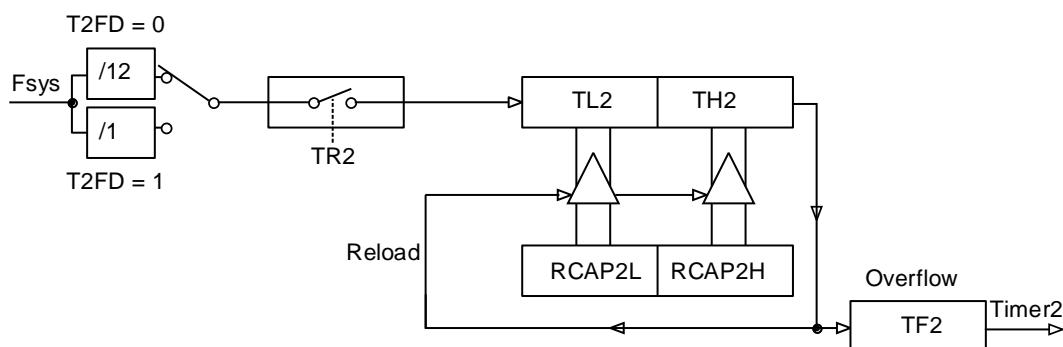 T2FD = 0
Fsys
/12
/1
T2FD = 1
TR2
TL2
TH2
Reload
RCAP2L
RCAP2H
Overflow
TF2
Timer2